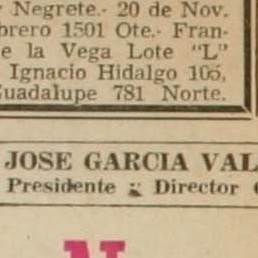 Negrete.- 20 de Nov.
brero 1501 Ote.- Fran-
e la Vega Lote "L"
Ignacio Hidalgo 105,
Guadalupe 781 Norte.
JOSE GARCIA VAL
Presidente y Director
N